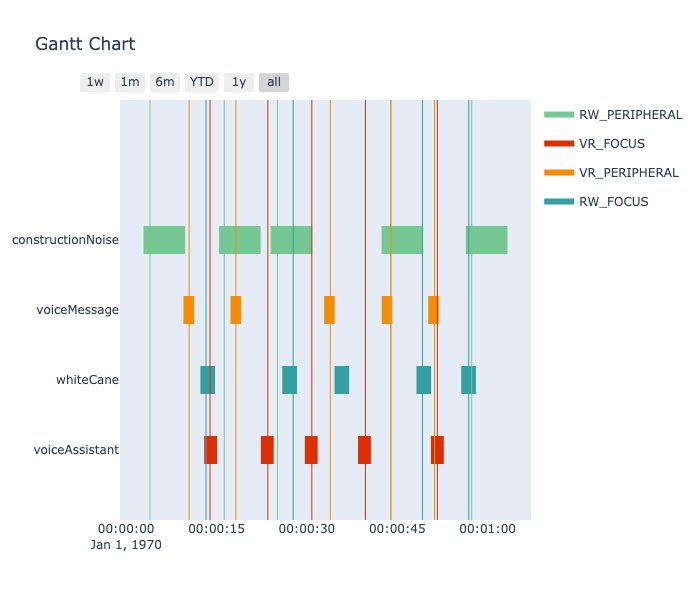 Gantt Chart
1w 1m 6m YTD 1y all
RW_PERIPHERAL
VR_FOCUS
VR_PERIPHERAL
RW_FOCUS
constructionNoise
voiceMessage
whiteCane
voiceAssistant
00:00:00 00:00:15 00:00:30 00:00:45 00:01:00
Jan 1, 1970